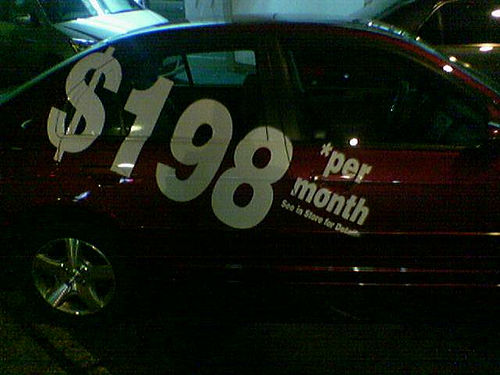 $198
*per
month
See in Store for Details